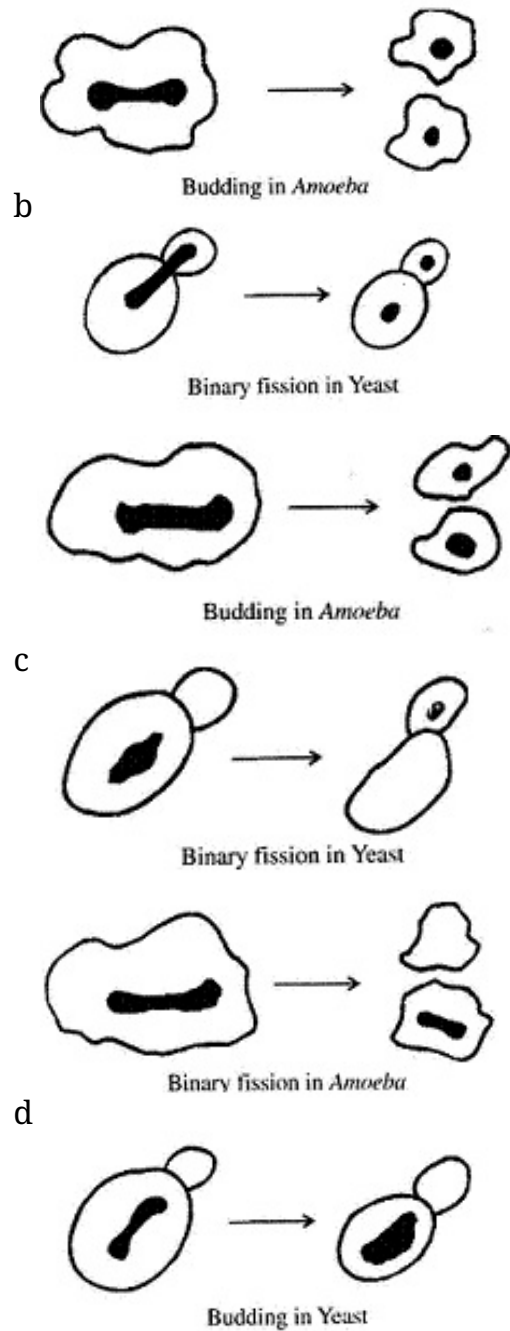 Budding in Amoeba
b
Binary fission in Yeast
Budding in Amoeba
c
Binary fission in Yeast
Binary fission in Amoeba
d
Budding in Yeast